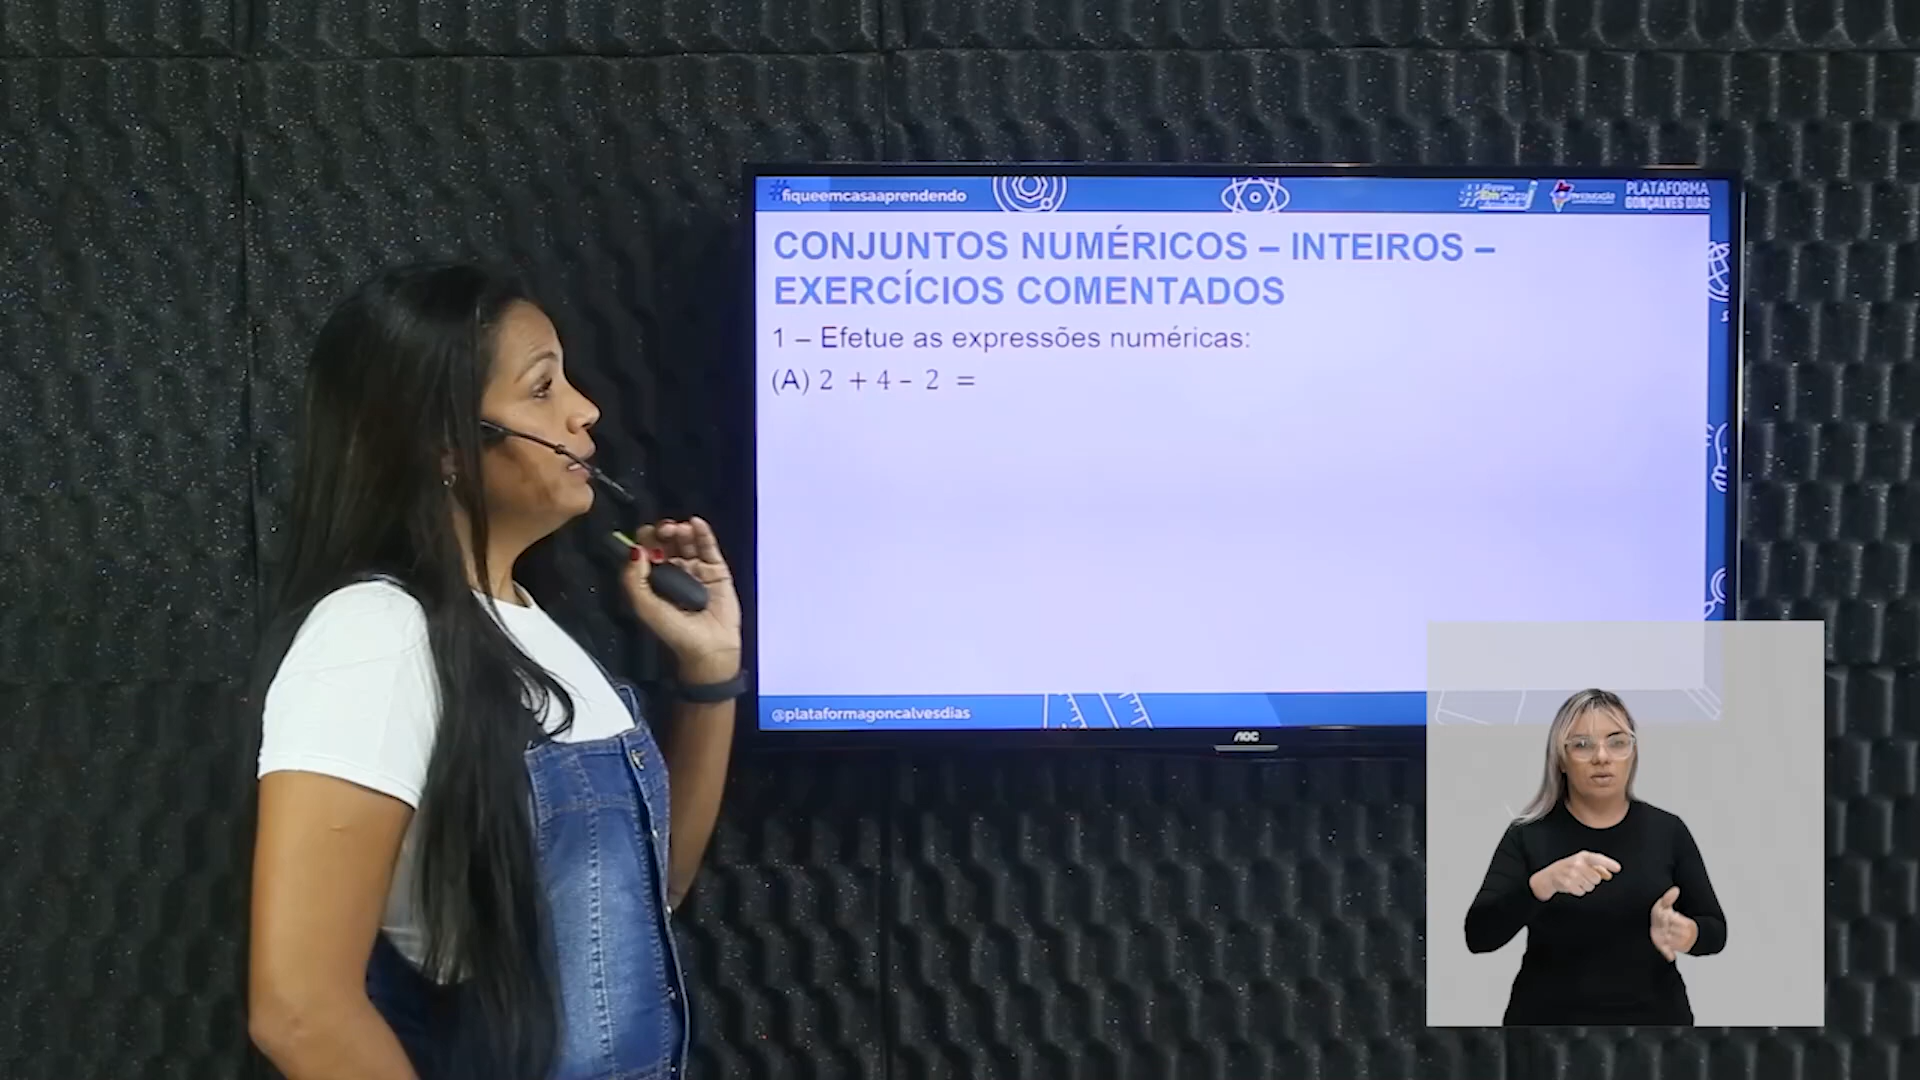 #fiqueemcasaaprendendo
PLATAFORMA
GONÇALVES DIAS
CONJUNTOS NUMÉRICOS – INTEIROS –
EXERCÍCIOS COMENTADOS
1 – Efetue as expressões numéricas:
(A) 2 + 4 – 2 =
@plataformagoncalvesdias
AOC